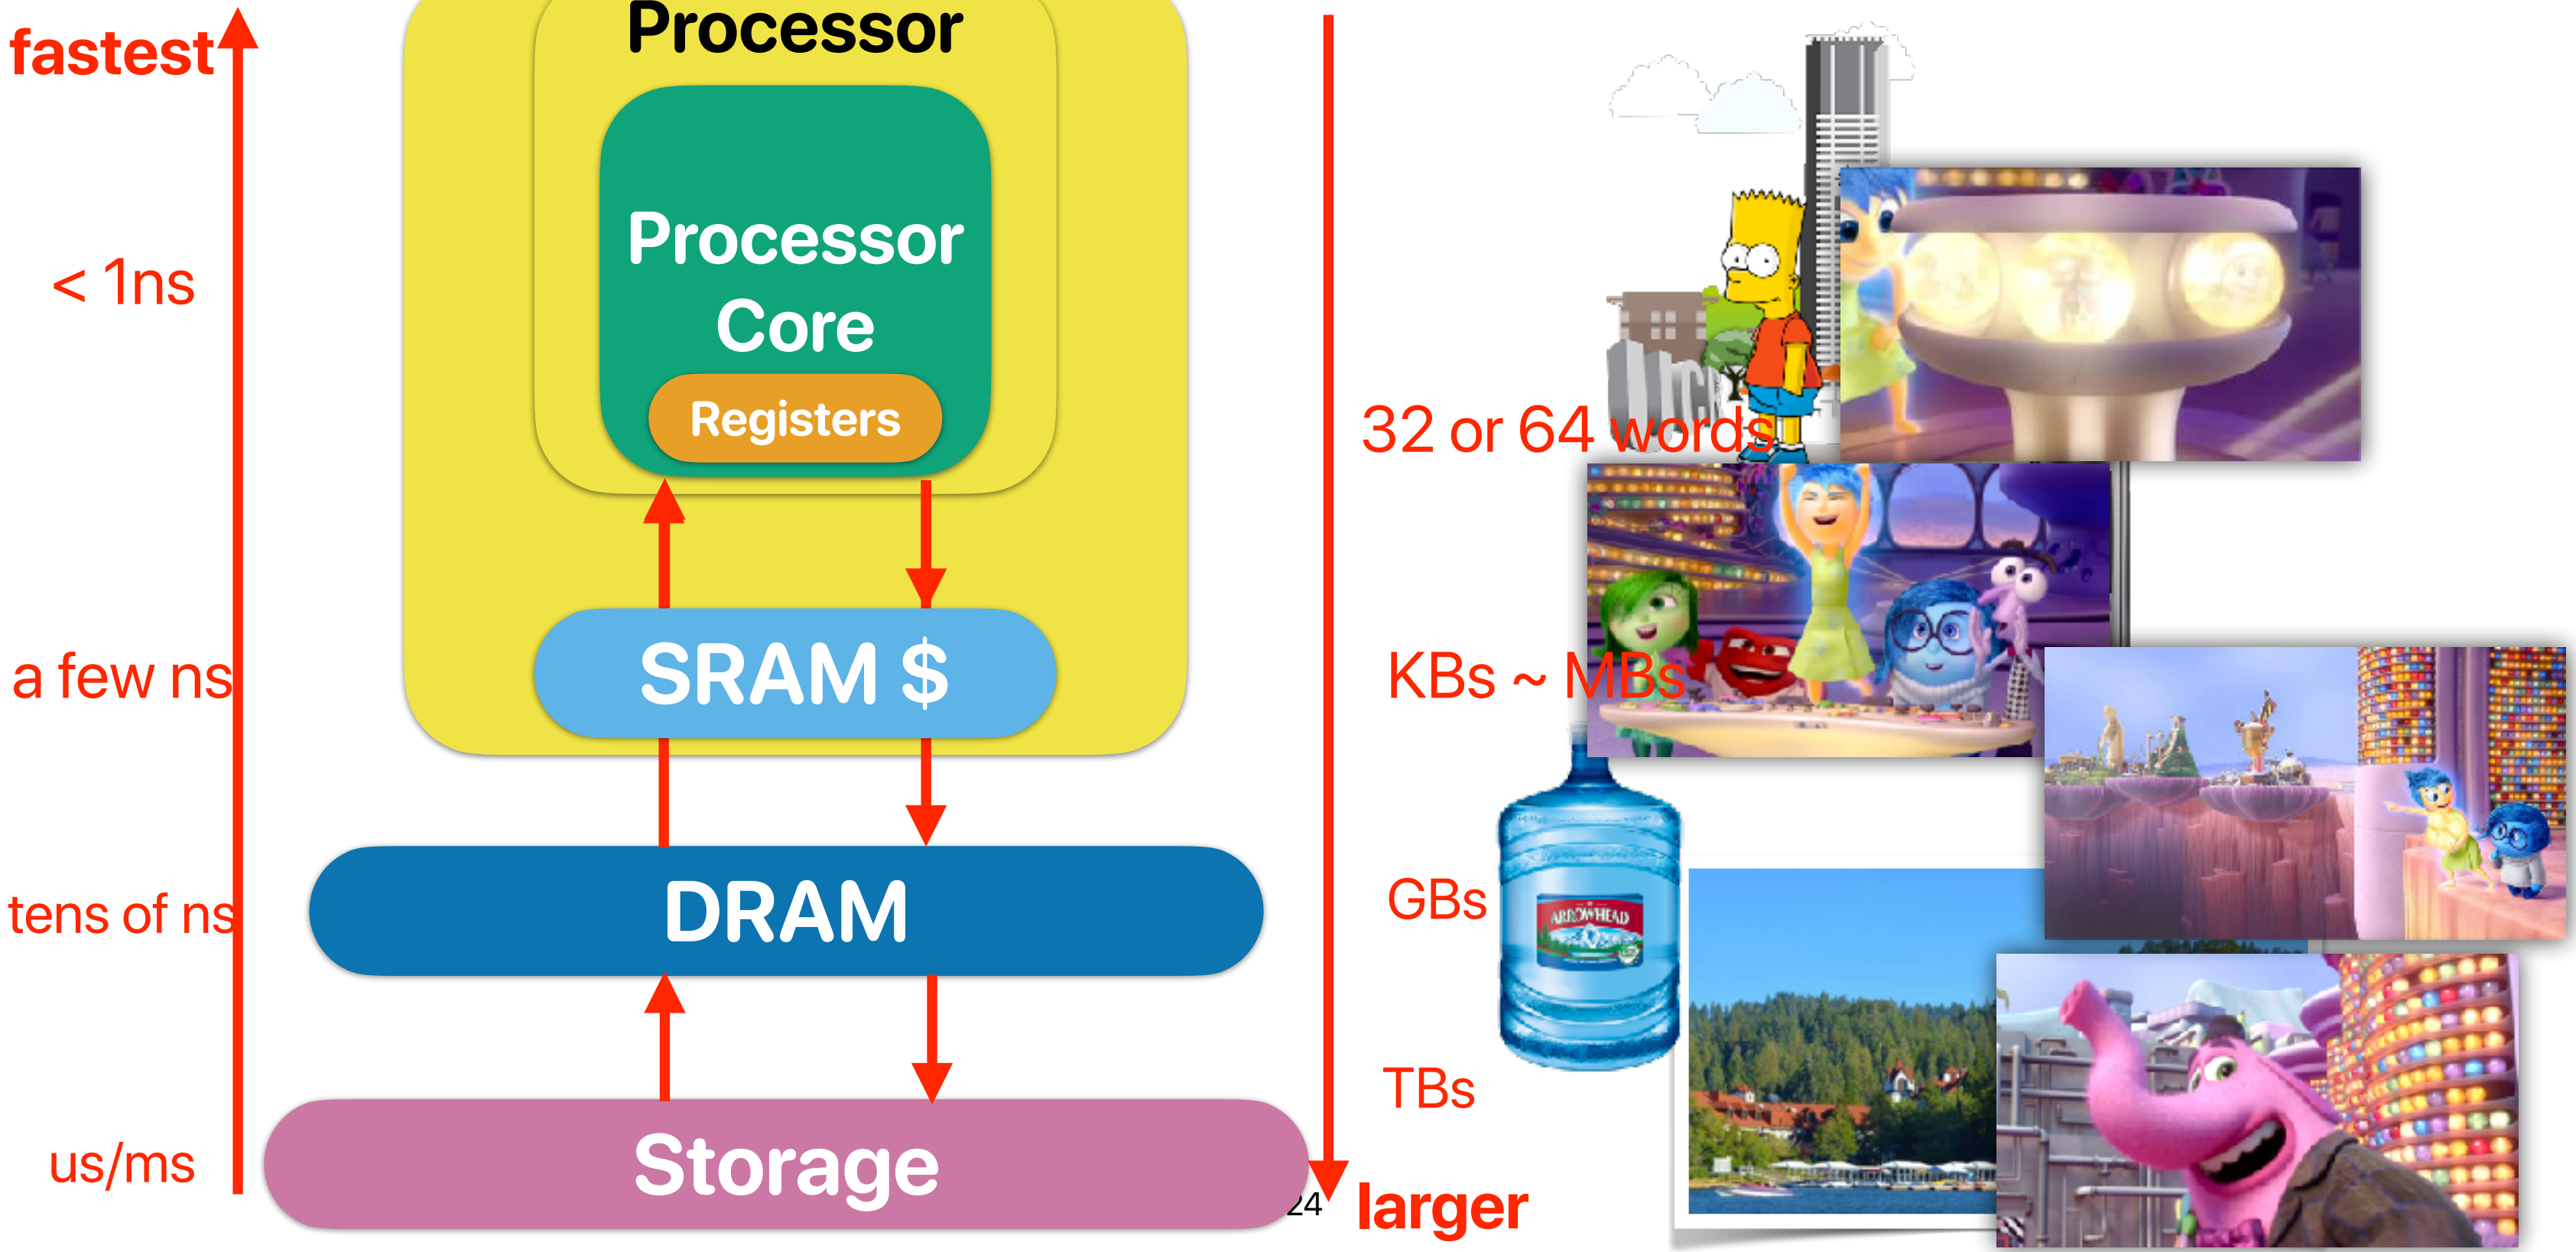 fastest
Processor
< 1ns
Processor
Core
Registers
32 or 64 words
a few ns
SRAM $
KBs ~ MBs
tens of ns
DRAM
GBs
ARROWHEAD
TBs
us/ms
Storage
24
larger